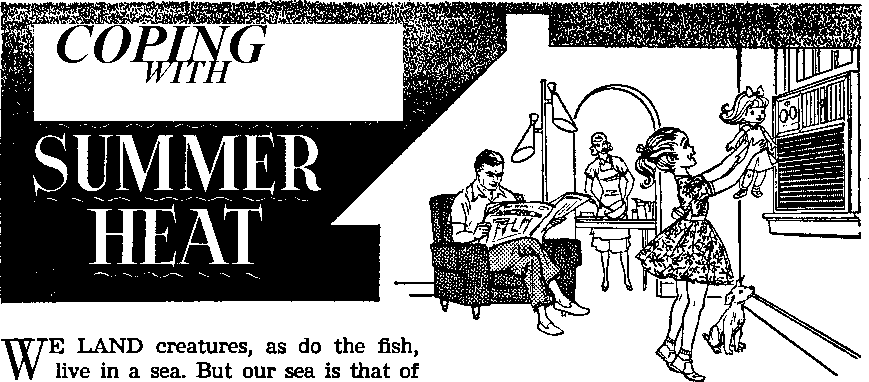 COPING
WITH
SUMMER
HEAT
WE LAND creatures, as do the fish,
live in a sea. But our sea is that of